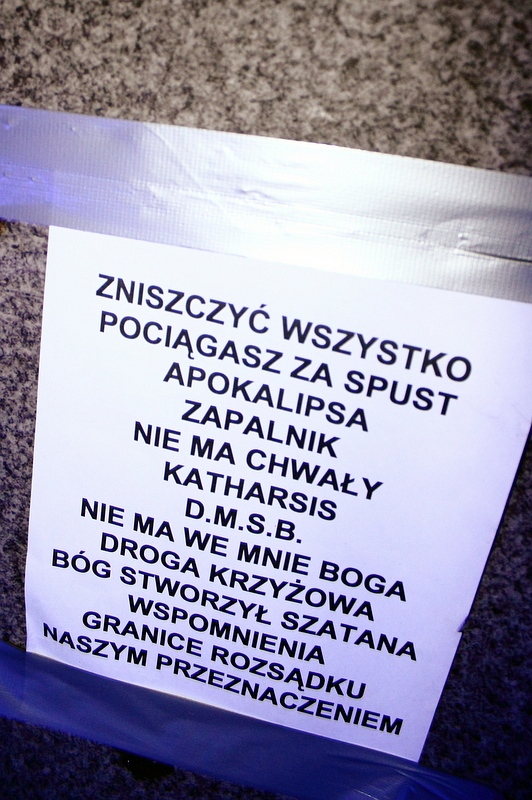 ZNISZCZYĆ WSZYSTKO
POCIĄGASZ ZA SPUST
APOKALIPSA
ZAPALNIK
NIE MA CHWAŁY
KATHARSIS
D.M.S.B.
NIE MA WE MNIE BOGA
DROGA KRZYŻOWA
BÓG STWORZYŁ SZATANA
WSPOMNIENIA
GRANICE ROZSĄDKU
NASZYM PRZEZNACZENIEM